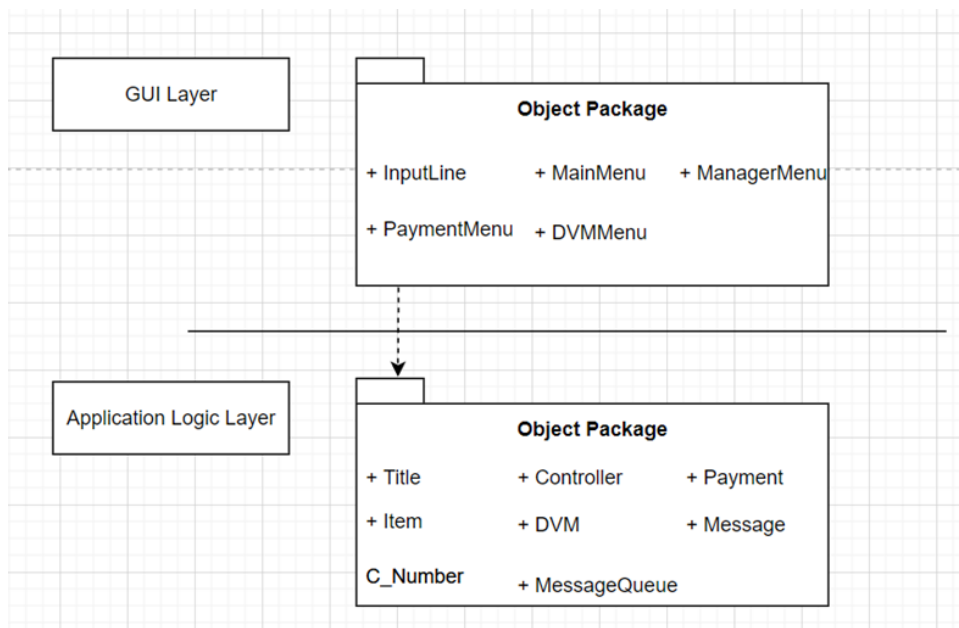 GUI Layer
Object Package
+ InputLine + MainMenu + ManagerMenu
+ PaymentMenu + DVMMenu
Application Logic Layer
Object Package
+ Title + Controller + Payment
+ Item + DVM + Message
C_Number + MessageQueue